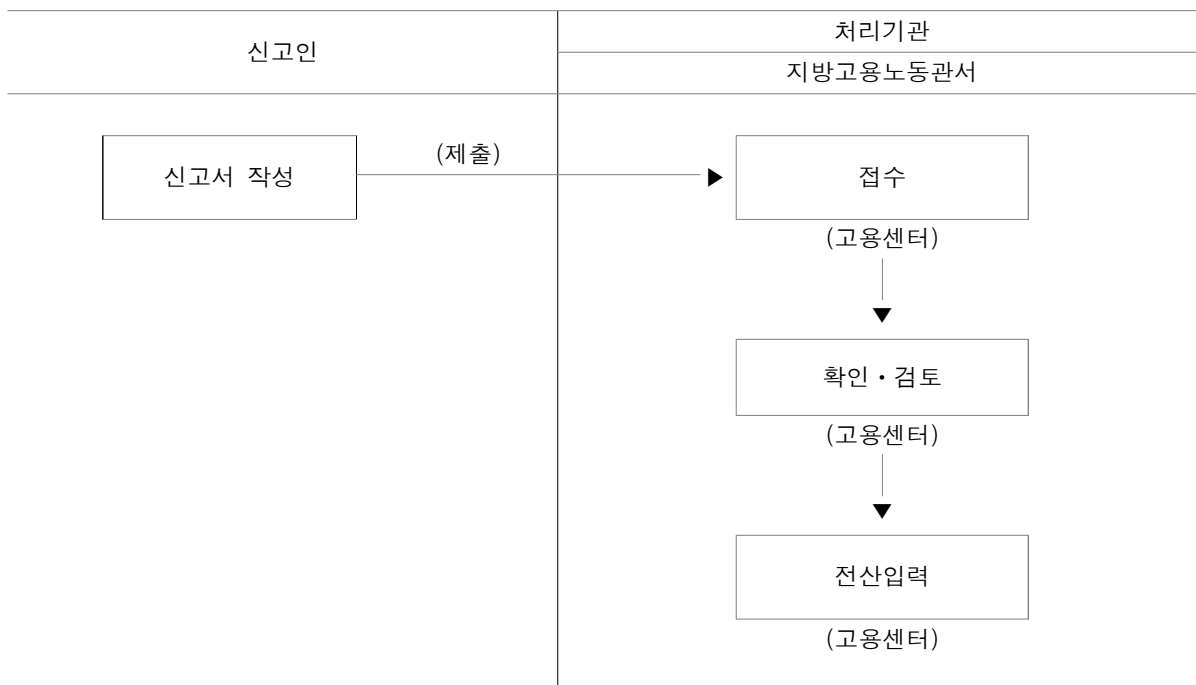 신고인
처리기관
지방고용노동관서
신고서 작성
(제출)
접수
(고용센터)
확인・검토
(고용센터)
전산입력
(고용센터)